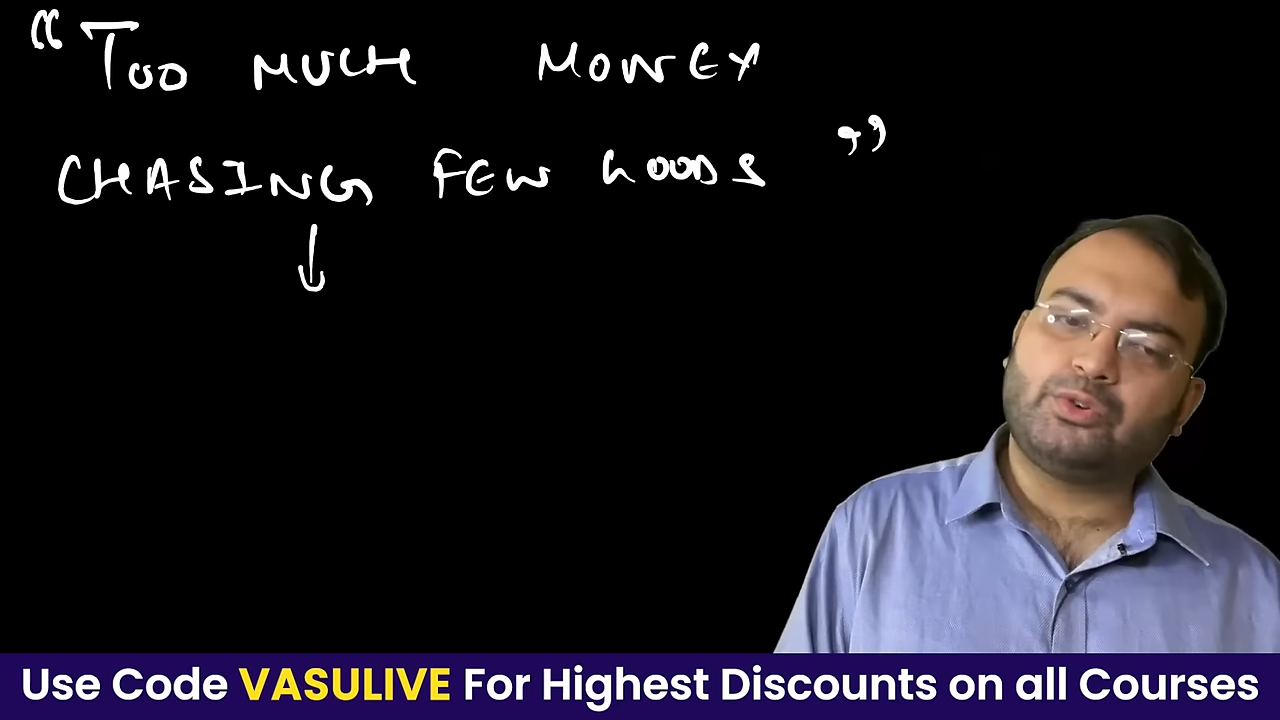 “ TOO MUCH MONEY
CHASING FEW GOODS ”
Use Code VASULIVE For Highest Discounts on all Courses